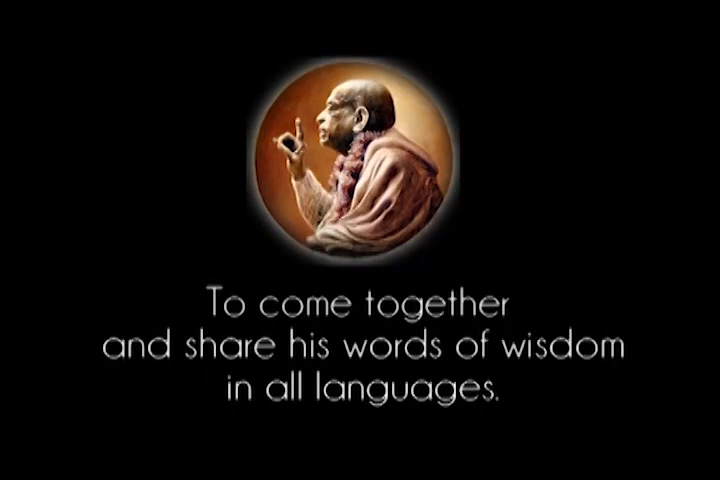 To come together
and share his words of wisdom
in all languages.